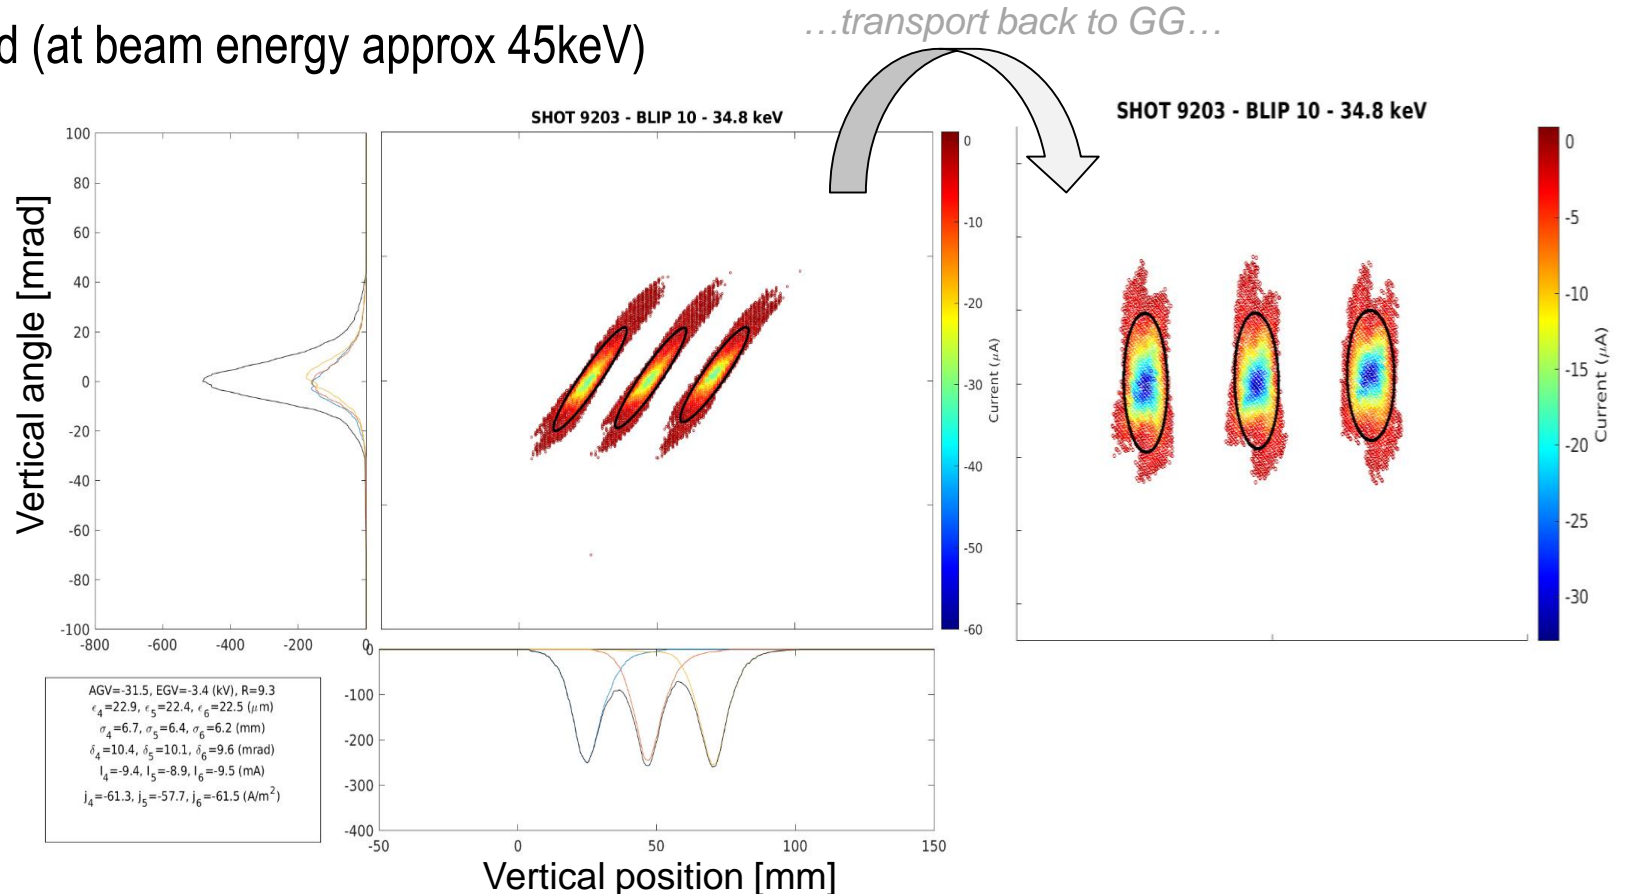 d (at beam energy approx 45keV)
…transport back to GG…
SHOT 9203 - BLIP 10 - 34.8 keV
SHOT 9203 - BLIP 10 - 34.8 keV
Vertical angle [mrad]
100
80
60
40
20
0
-20
-40
-60
-80
-100
-800
-600
-400
-200
0
0
-10
-20
-30
-40
-50
-60
Current (μA)
0
-5
-10
-15
-20
-25
-30
Current (μA)
AGV=-31.5, EGV=-3.4 (kV), R=9.3
ϵ4=22.9, ϵ5=22.4, ϵ6=22.5 (μm)
σ4=6.7, σ5=6.4, σ6=6.2 (mm)
δ4=10.4, δ5=10.1, δ6=9.6 (mrad)
I4=-9.4, I5=-8.9, I6=-9.5 (mA)
j4=-61.3, j5=-57.7, j6=-61.5 (A/m2)
0
-100
-200
-300
-400
-50
0
50
100
150
Vertical position [mm]